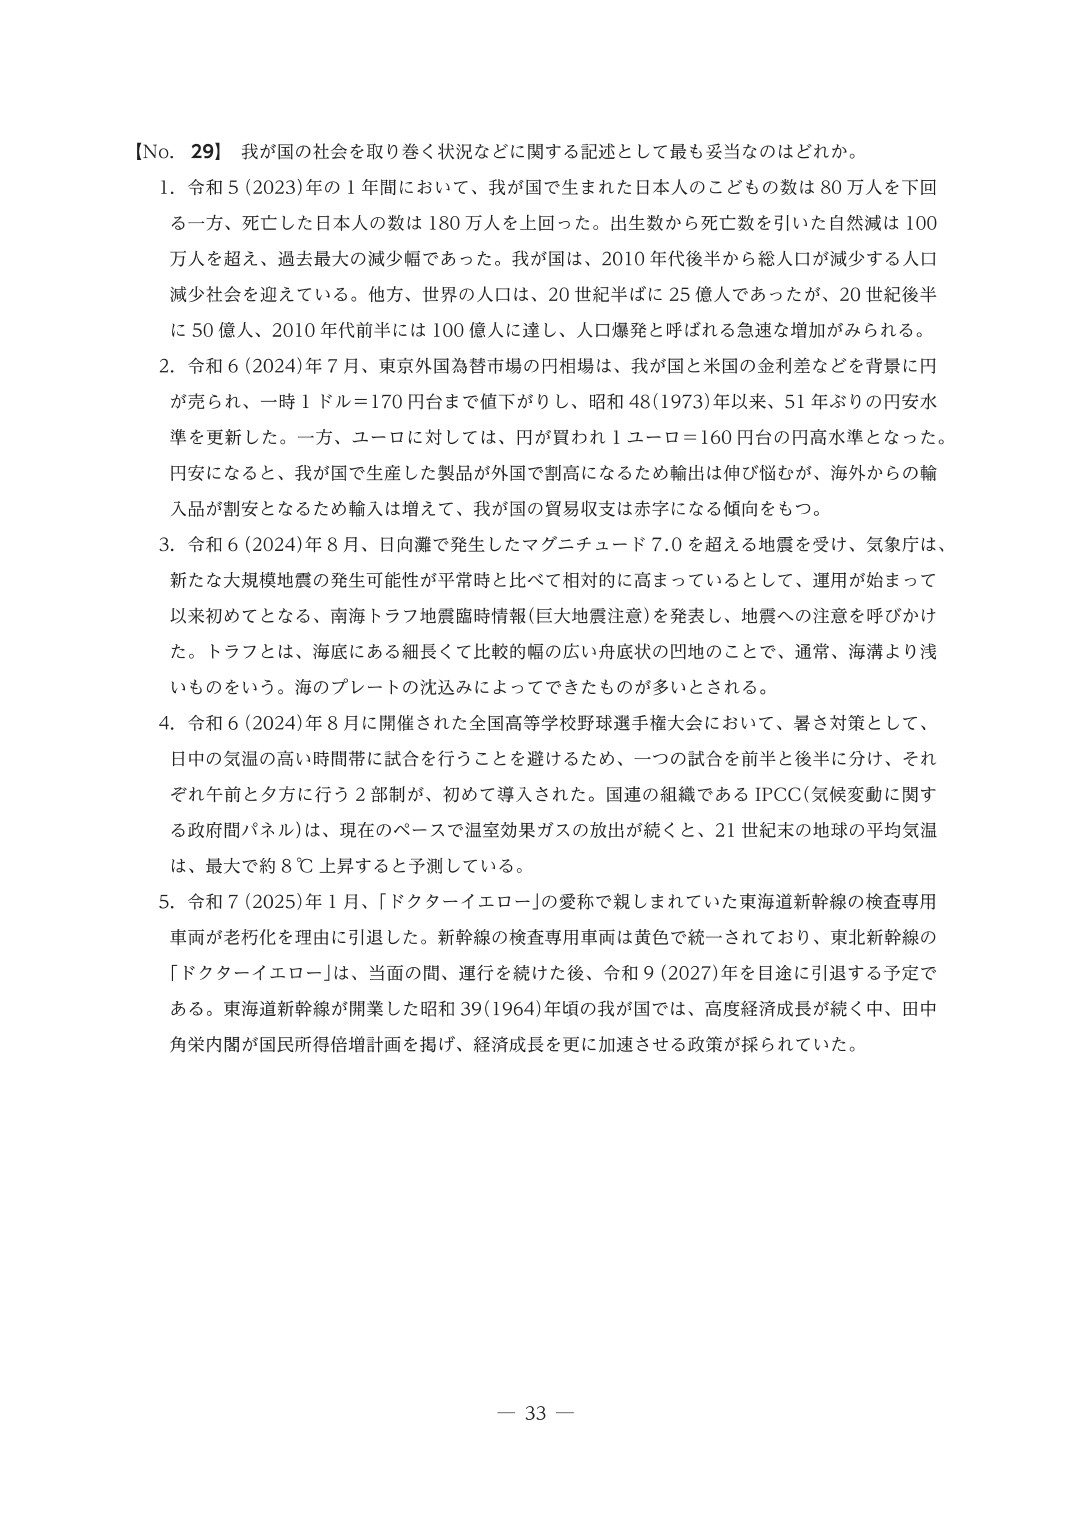 【No. 29】 我が国の社会を取り巻く状況などに関する記述として最も妥当なのはどれか。
1. 令和5(2023)年の1年間において、我が国で生まれた日本人のこどもの数は80万人を下回
る一方、死亡した日本人の数は180万人を上回った。出生数から死亡数を引いた自然減は100
万人を超え、過去最大の減少幅であった。我が国は、2010年代後半から総人口が減少する人口
減少社会を迎えている。他方、世界の人口は、20世紀半ばに25億人であったが、20世紀後半
に50億人、2010年代前半には100億人に達し、人口爆発と呼ばれる急速な増加がみられる。
2. 令和6(2024)年7月、東京外国為替市場の円相場は、我が国と米国の金利差などを背景に円
が売られ、一時1ドル=170円台まで値下がりし、昭和48(1973)年以来、51年ぶりの円安水
準を更新した。一方、ユーロに対しては、円が買われ1ユーロ=160円台の円高水準となった。
円安になると、我が国で生産した製品が外国で割高になるため輸出は伸び悩むが、海外からの輸
入品が割安となるため輸入は増えて、我が国の貿易収支は赤字になる傾向をもつ。
3. 令和6(2024)年8月、日向灘で発生したマグニチュード7.0を超える地震を受け、気象庁は、
新たな大規模地震の発生可能性が平常時と比べて相対的に高まっているとして、運用が始まって
以来初めてとなる、南海トラフ地震臨時情報(巨大地震注意)を発表し、地震への注意を呼びかけ
た。トラフとは、海底にある細長くて比較的幅の広い舟底状の凹地のことで、通常、海溝より浅
いものをいう。海のプレートの沈込みによってできたものが多いとされる。
4. 令和6(2024)年8月に開催された全国高等学校野球選手権大会において、暑さ対策として、
日中の気温の高い時間帯に試合を行うことを避けるため、一つの試合を前半と後半に分け、それ
ぞれ午前と夕方に行う2部制が、初めて導入された。国連の組織であるIPCC(気候変動に関す
る政府間パネル)は、現在のペースで温室効果ガスの放出が続くと、21世紀末の地球の平均気温
は、最大で約8℃上昇すると予測している。
5. 令和7(2025)年1月、「ドクターイエロー」の愛称で親しまれていた東海道新幹線の検査専用
車両が老朽化を理由に引退した。新幹線の検査専用車両は黄色で統一されており、東北新幹線の
「ドクターイエロー」は、当面の間、運行を続けた後、令和9(2027)年を目途に引退する予定で
ある。東海道新幹線が開業した昭和39(1964)年頃の我が国では、高度経済成長が続く中、田中
角栄内閣が国民所得倍増計画を掲げ、経済成長を更に加速させる政策が採られていた。
— 33 —